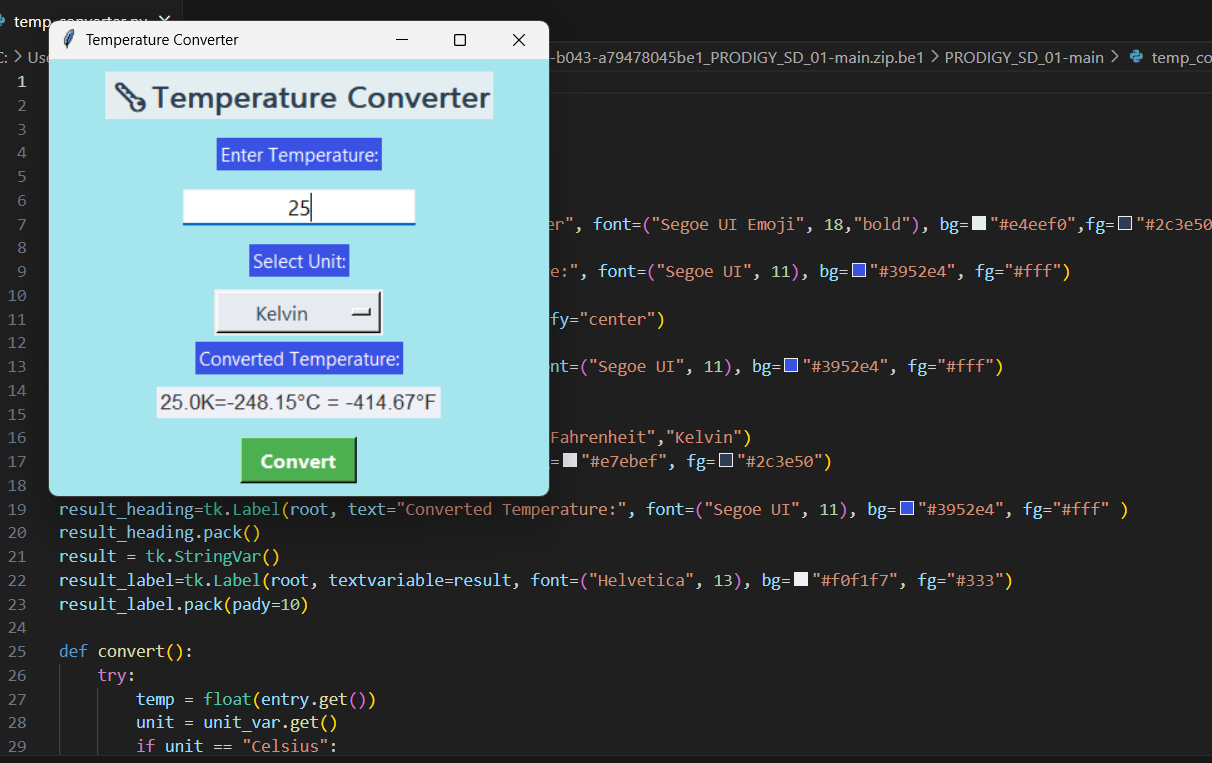 temp_converter.py
Temperature Converter
C: > Use
-b043-a79478045be1_PRODIGY_SD_01-main.zip.be1 > PRODIGY_SD_01-main > temp_co
Temperature Converter
Enter Temperature:
25
Select Unit:
Kelvin
Converted Temperature:
25.0K=-248.15°C = -414.67°F
Convert
1
2
3
4
5
6
7 er", font=("Segoe UI Emoji", 18,"bold"), bg="#e4eef0",fg="#2c3e50
8
9 e:", font=("Segoe UI", 11), bg="#3952e4", fg="#fff")
10
11 fy="center")
12
13 nt=("Segoe UI", 11), bg="#3952e4", fg="#fff")
14
15
16 Fahrenheit","Kelvin")
17 ="#e7ebef", fg="#2c3e50")
18
19 result_heading=tk.Label(root, text="Converted Temperature:", font=("Segoe UI", 11), bg="#3952e4", fg="#fff" )
20 result_heading.pack()
21 result = tk.StringVar()
22 result_label=tk.Label(root, textvariable=result, font=("Helvetica", 13), bg="#f0f1f7", fg="#333")
23 result_label.pack(pady=10)
24
25 def convert():
26 try:
27 temp = float(entry.get())
28 unit = unit_var.get()
29 if unit == "Celsius":